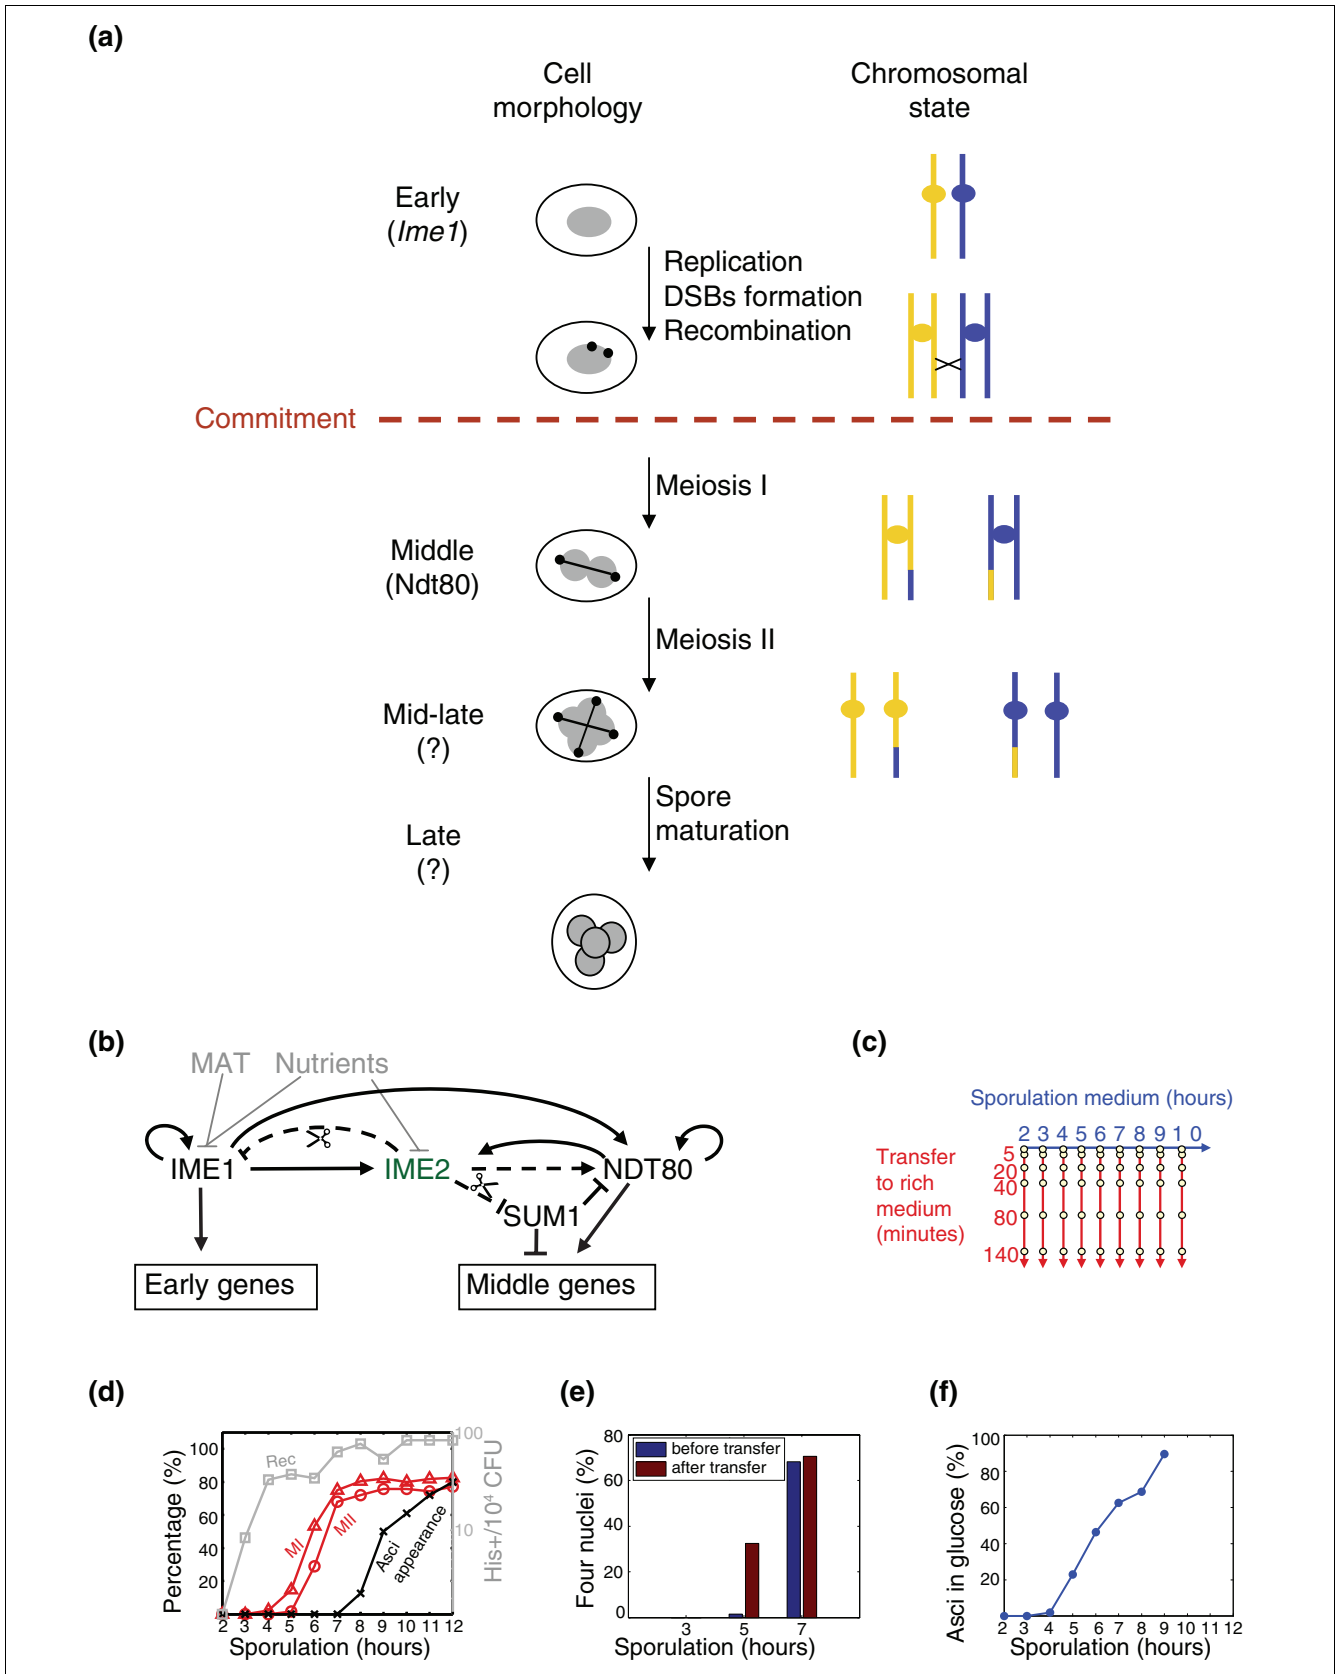 (a)
Cell
morphology
Chromosomal
state
Early
(Ime1)
Replication
DSBs formation
Recombination
Commitment
Meiosis I
Middle
(Ndt80)
Meiosis II
Mid-late
(?)
Spore
maturation
Late
(?)
(b)
MAT
Nutrients
IME1
IME2
NDT80
SUM1
Early genes
Middle genes
(c)
Sporulation medium (hours)
2 3 4 5 6 7 8 9 1 0
Transfer
to rich
medium
(minutes)
5
20
40
80
140
(d)
Percentage (%)
100
80
60
40
20
Rec
MI
MII
Asci
appearance
100
10
His+/10⁴ CFU
2 3 4 5 6 7 8 9 10 11 12
Sporulation (hours)
(e)
Four nuclei (%)
80
60
40
20
0
before transfer
after transfer
3 5 7
Sporulation (hours)
(f)
Asci in glucose (%)
100
80
60
40
20
2 3 4 5 6 7 8 9 10 11 12
Sporulation (hours)